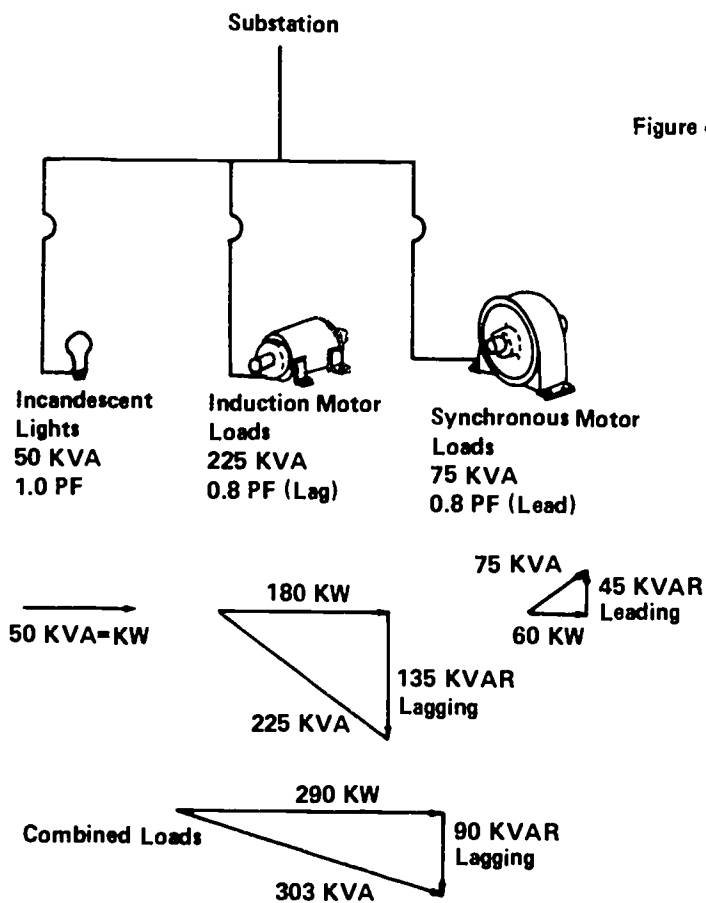 Substation
Figure
Incandescent
Lights
50 KVA
1.0 PF
Induction Motor
Loads
225 KVA
0.8 PF (Lag)
Synchronous Motor
Loads
75 KVA
0.8 PF (Lead)
50 KVA=KW
180 KW
135 KVAR
Lagging
225 KVA
75 KVA
45 KVAR
Leading
60 KW
Combined Loads
290 KW
90 KVAR
Lagging
303 KVA